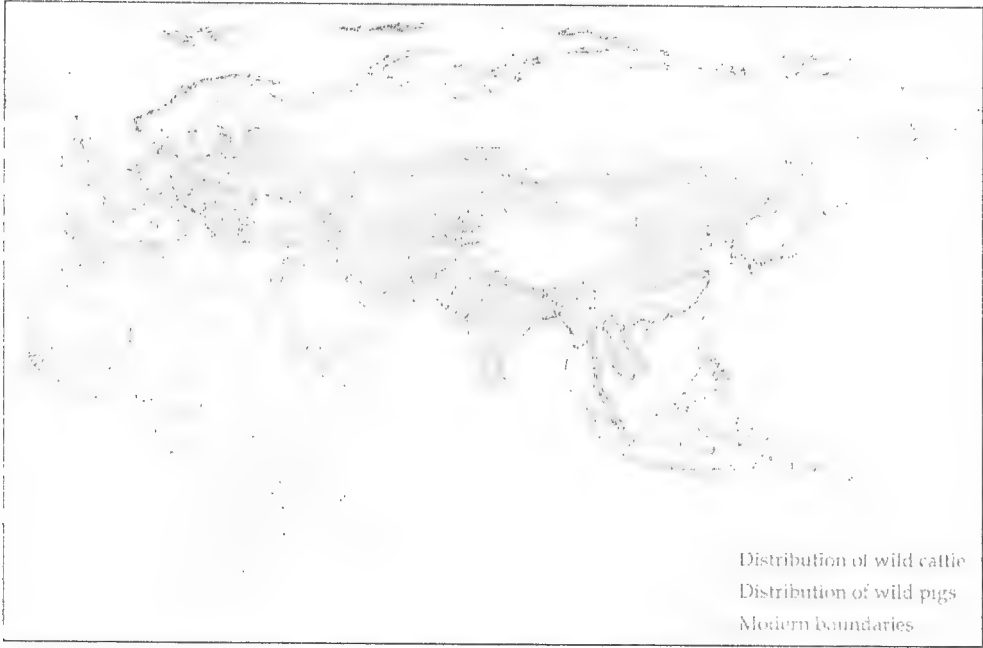 Distribution of wild cattle
Distribution of wild pigs
Modern boundaries